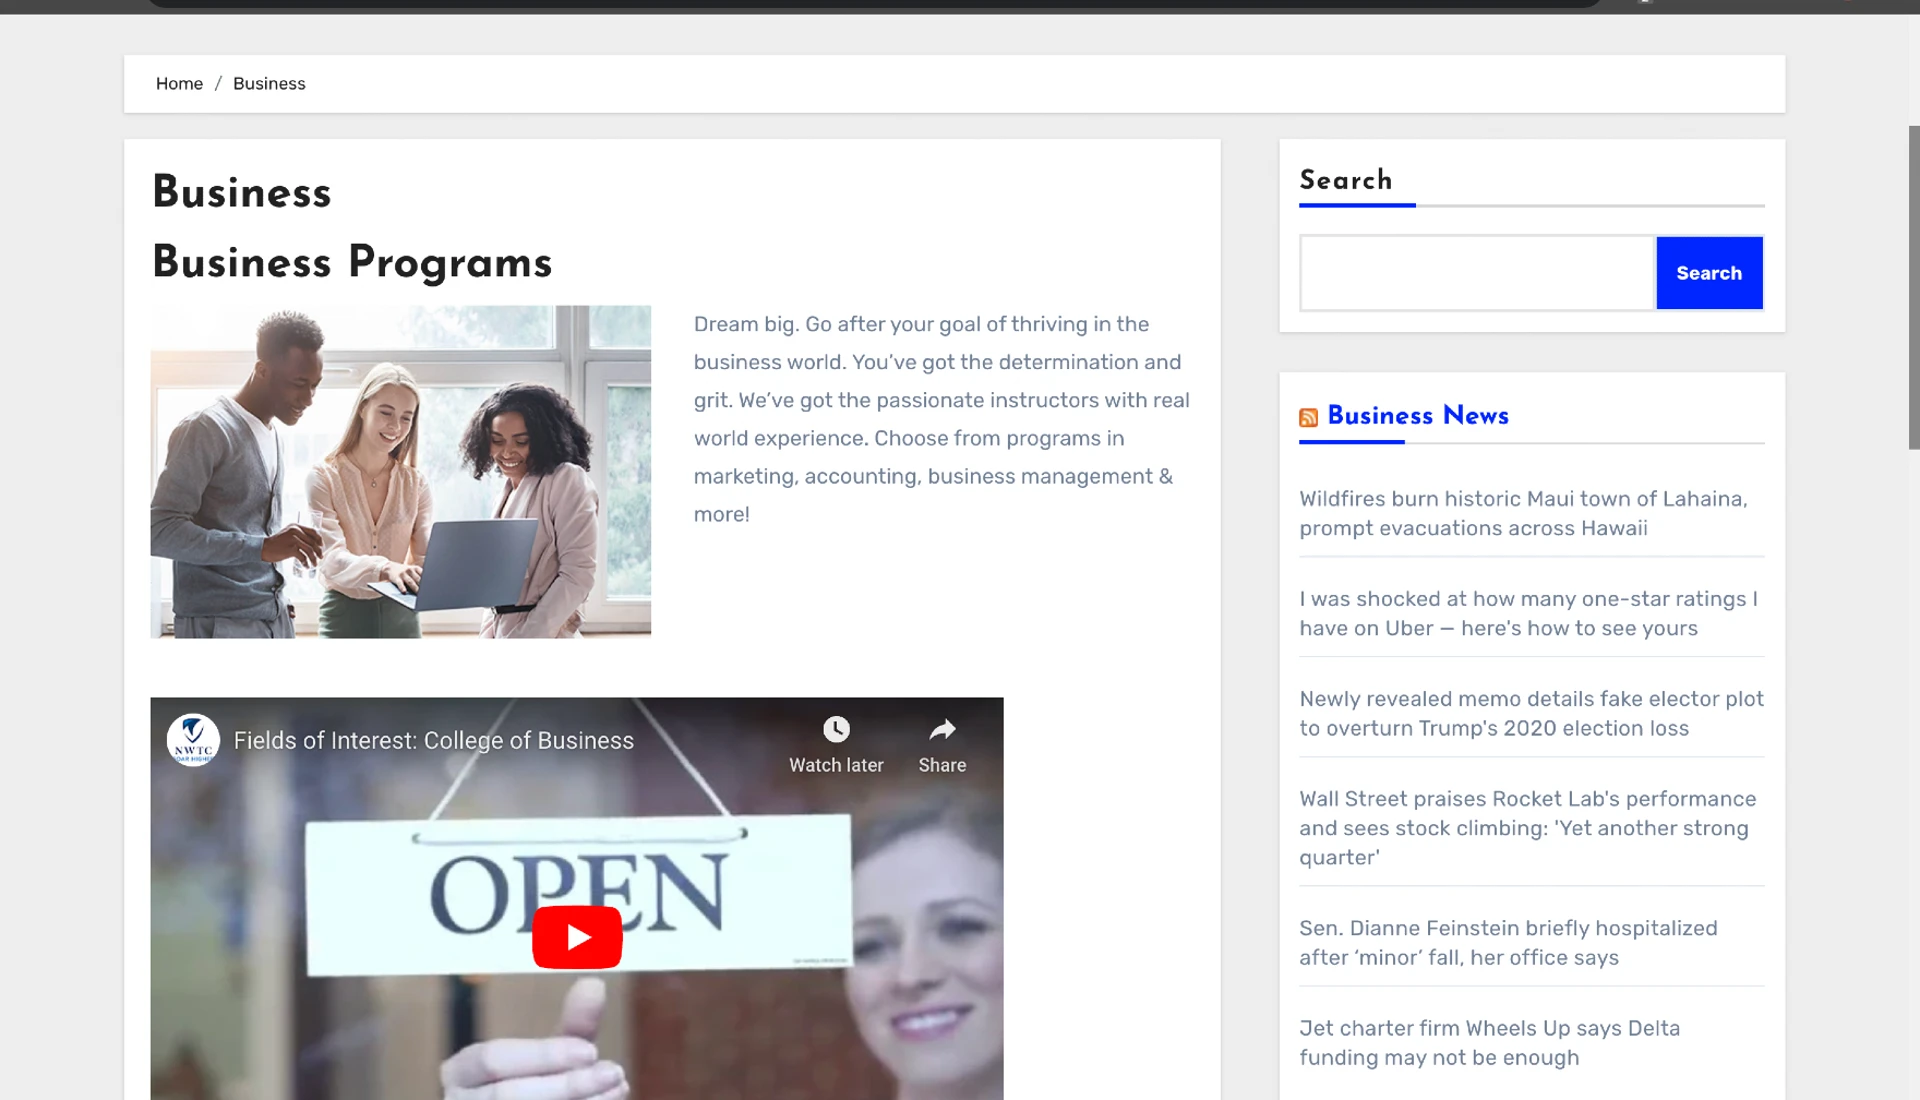 Home / Business
Business
Business Programs
Dream big. Go after your goal of thriving in the
business world. You’ve got the determination and
grit. We’ve got the passionate instructors with real
world experience. Choose from programs in
marketing, accounting, business management &
more!
NWTC
Fields of Interest: College of Business
Watch later
Share
OPEN
Search
Search
Business News
Wildfires burn historic Maui town of Lahaina,
prompt evacuations across Hawaii
I was shocked at how many one-star ratings I
have on Uber — here's how to see yours
Newly revealed memo details fake elector plot
to overturn Trump's 2020 election loss
Wall Street praises Rocket Lab's performance
and sees stock climbing: 'Yet another strong
quarter'
Sen. Dianne Feinstein briefly hospitalized
after ‘minor’ fall, her office says
Jet charter firm Wheels Up says Delta
funding may not be enough